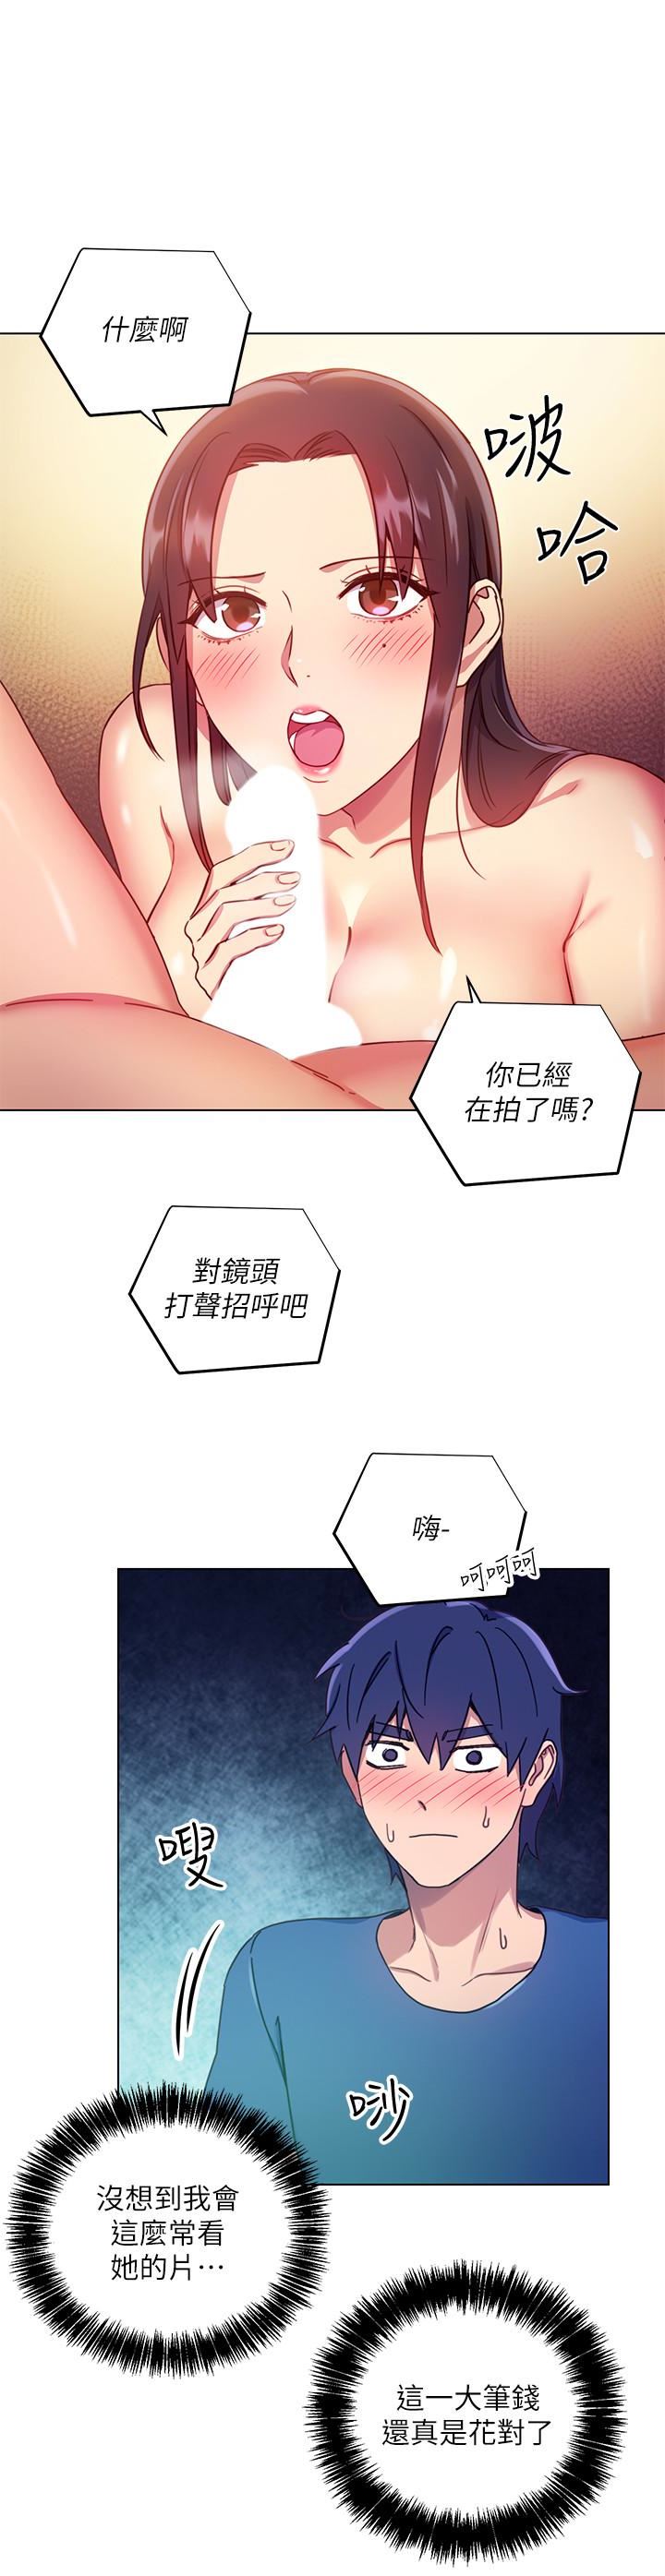 什麼啊
啵
哈
你已經
在拍了嗎?
對鏡頭
打聲招呼吧
嗨-
呵呵呵
嗖
唦
沒想到我會
這麼常看
她的片⋯
這一大筆錢
還真是花對了